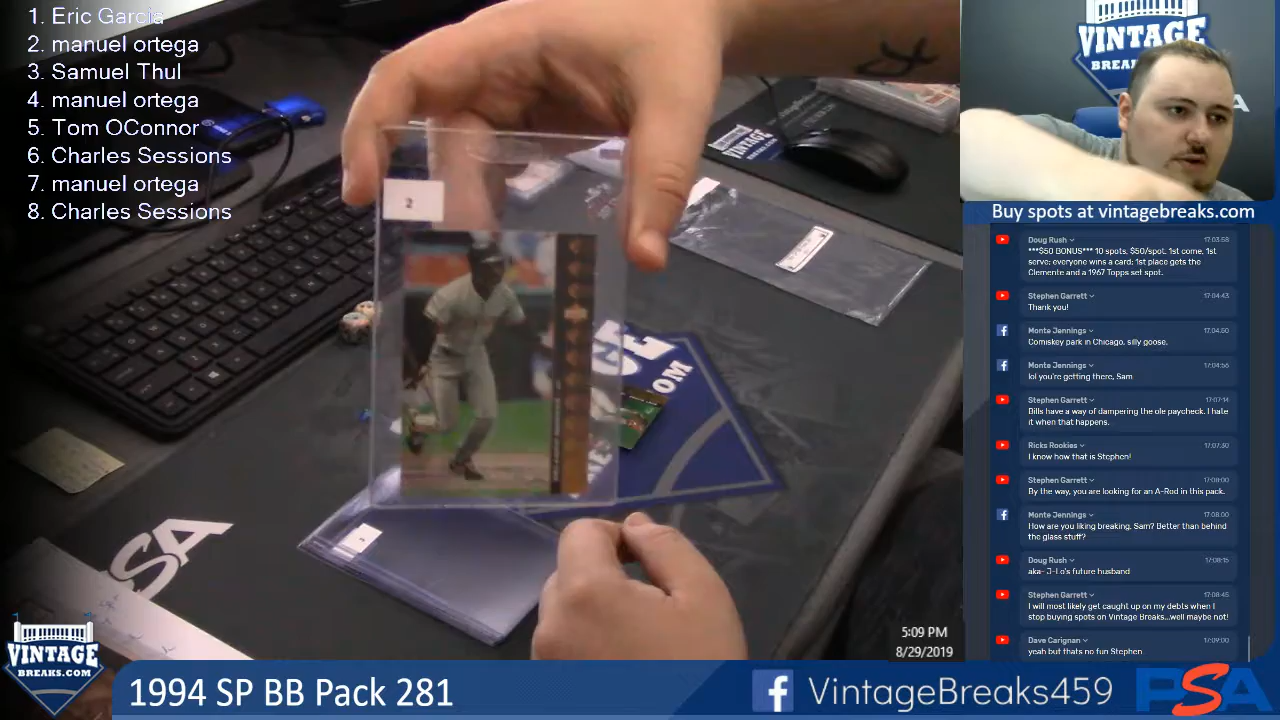 1. Eric Garcia
2. manuel ortega
3. Samuel Thul
4. manuel ortega
5. Tom OConnor
6. Charles Sessions
7. manuel ortega
8. Charles Sessions
2
VINTAGE
BREAKS
VINTAGE
OM
PSA
VINTAGE
BREAK
A
Buy spots at vintagebreaks.com
Doug Rush 17:03:58
***$50 BONUS*** 10 spots, $50/spot, 1st come, 1st
serve; everyone wins a card; 1st place gets the
Clemente and a 1967 Topps set spot.
Stephen Garrett 17:04:43
Thank you!
Monte Jennings 17:04:50
Comiskey park in Chicago, silly goose.
Monte Jennings 17:04:56
lol you're getting there, Sam
Stephen Garrett 17:07:14
Bills have a way of dampering the ole paycheck. I hate
it when that happens.
Ricks Rookies 17:07:30
I know how that is Stephen!
Stephen Garrett 17:08:00
By the way, you are looking for an A-Rod in this pack.
Monte Jennings 17:08:00
How are you liking breaking, Sam? Better than behind
the glass stuff?
Doug Rush 17:08:15
aka- J-Lo's future husband
Stephen Garrett 17:08:45
I will most likely get caught up on my debts when I
stop buying spots on Vintage Breaks...well maybe not!
Dave Carignan 17:09:00
yeah but thats no fun Stephen
5:09 PM
8/29/2019
VINTAGE
BREAKS.COM
1994 SP BB Pack 281
f VintageBreaks459
PSA